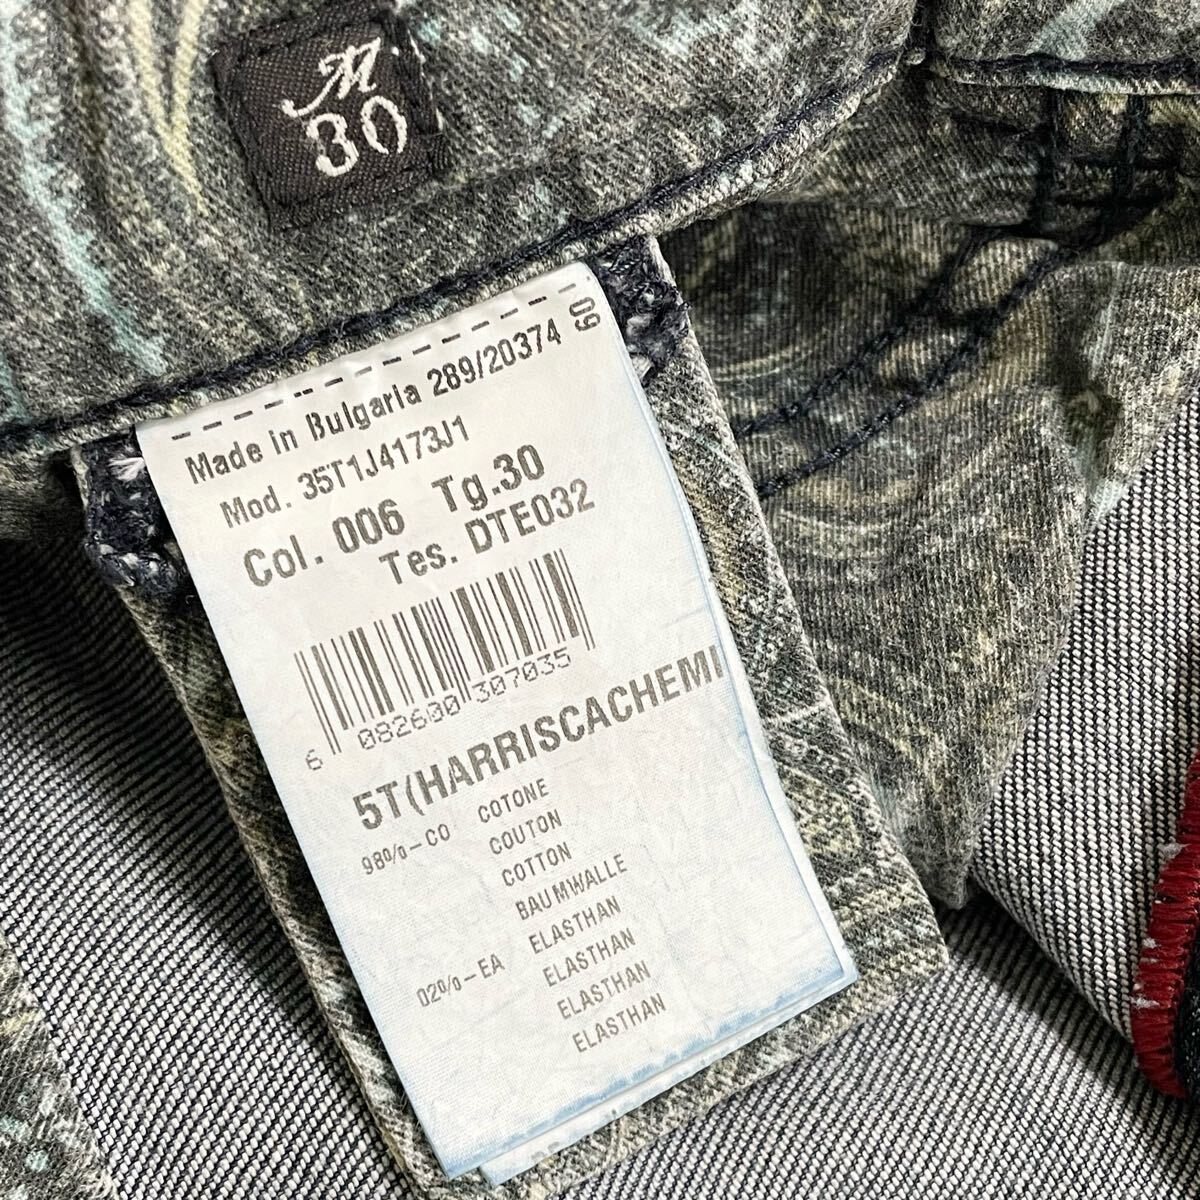 M
30
60
Made in Bulgaria 289/20374
Mod. 35T1J4173J1
Col. 006 Tg.30
Tes. DTE032
6 082600 307035
5T(HARRISCACHEMI
98%-CO COTONE
COUTON
COTTON
BAUMWALLE
02%-EA ELASTHAN
ELASTHAN
ELASTHAN
ELASTHAN